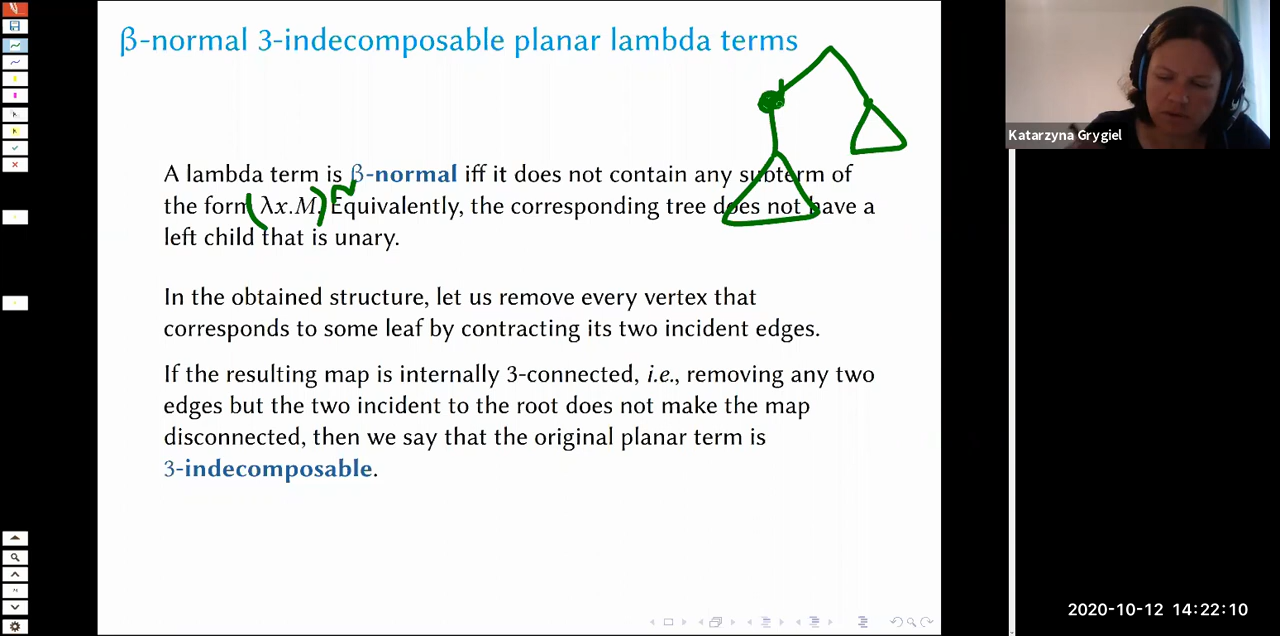 β-normal 3-indecomposable planar lambda terms
Katarzyna Grygiel
A lambda term is β-normal iff it does not contain any subterm of
the form (λx.M) N. Equivalently, the corresponding tree does not have a
left child that is unary.
In the obtained structure, let us remove every vertex that
corresponds to some leaf by contracting its two incident edges.
If the resulting map is internally 3-connected, i.e., removing any two
edges but the two incident to the root does not make the map
disconnected, then we say that the original planar term is
3-indecomposable.
2020-10-12 14:22:10